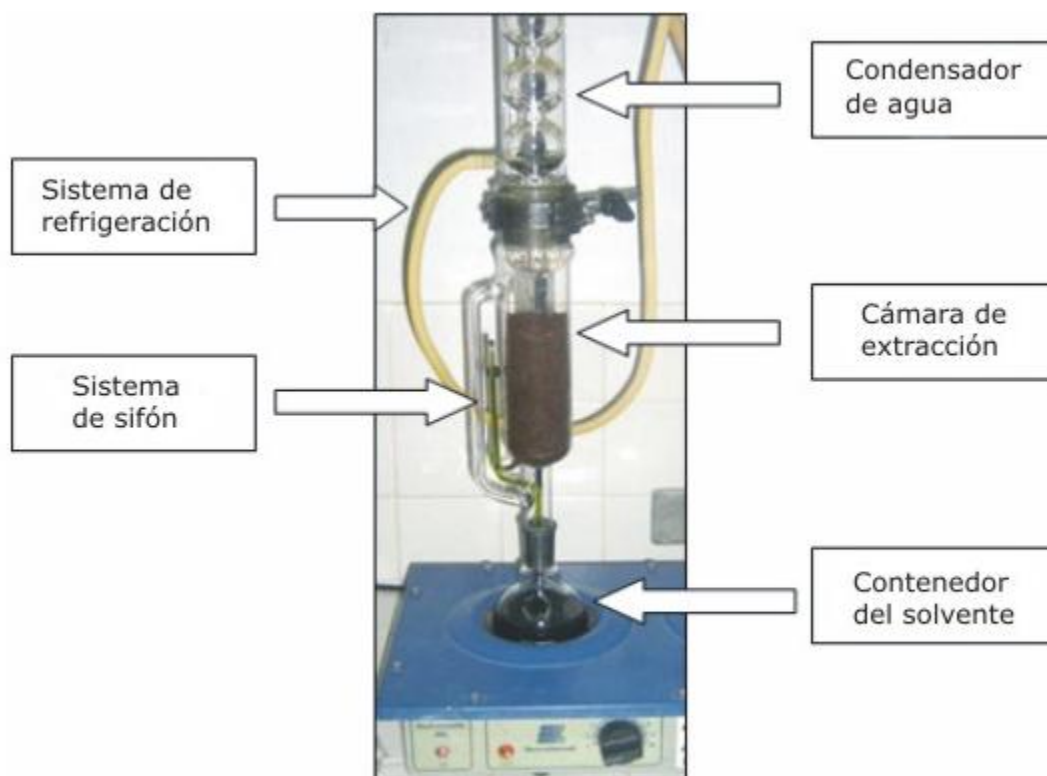 Condensador
de agua
Sistema de
refrigeración
Cámara de
extracción
Sistema
de sifón
Contenedor
del solvente